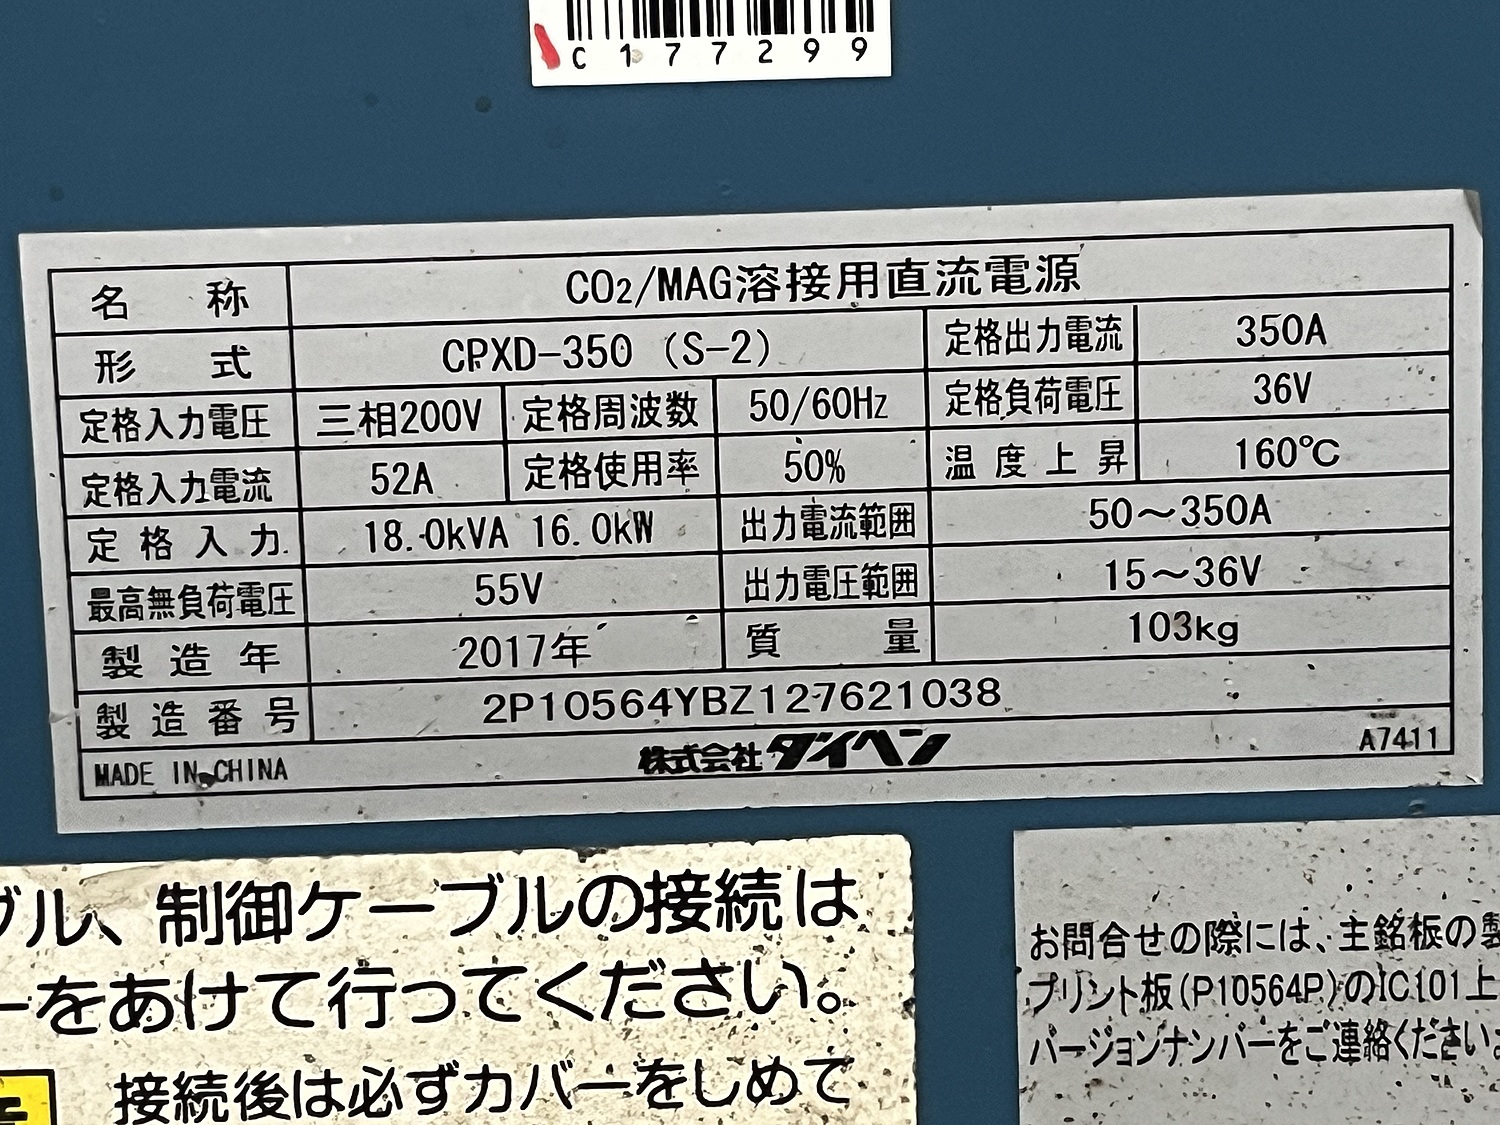 C177299
名称 CO2/MAG溶接用直流電源
形式 CPXD-350 (S-2) 定格出力電流 350A
定格入力電圧 三相200V 定格周波数 50/60Hz 定格負荷電圧 36V
定格入力電流 52A 定格使用率 50% 温度上昇 160℃
定格入力 18.0kVA 16.0kW 出力電流範囲 50～350A
最高無負荷電圧 55V 出力電圧範囲 15～36V
製造年 2017年 質量 103kg
製造番号 2P10564YBZ127621038
MADE IN CHINA 株式会社ダイヘン A7411
ブル、制御ケーブルの接続は
ーをあけて行ってください。
接続後は必ずカバーをしめて
お問合せの際には、主銘板の製
プリント板(P10564P)のIC101上
バージョンナンバーをご連絡ください